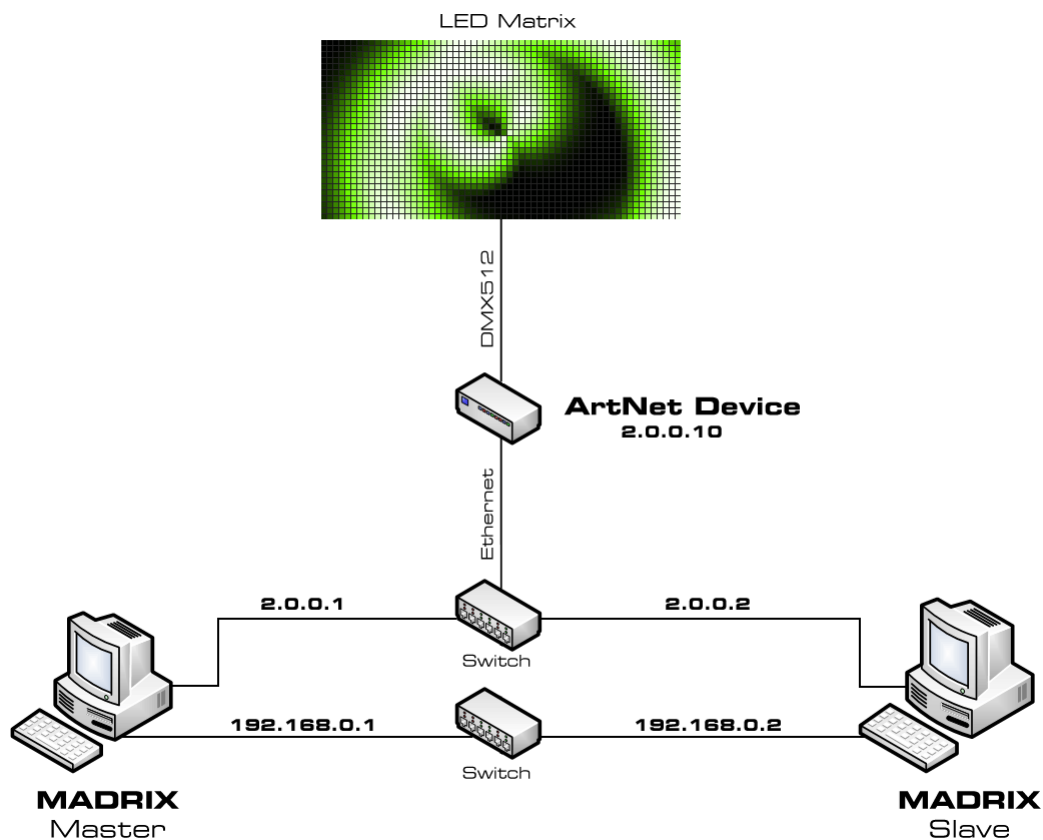 LED Matrix
DMX512
ArtNet Device
2.0.0.10
Ethernet
2.0.0.1
2.0.0.2
Switch
192.168.0.1
192.168.0.2
Switch
MADRIX
Master
MADRIX
Slave